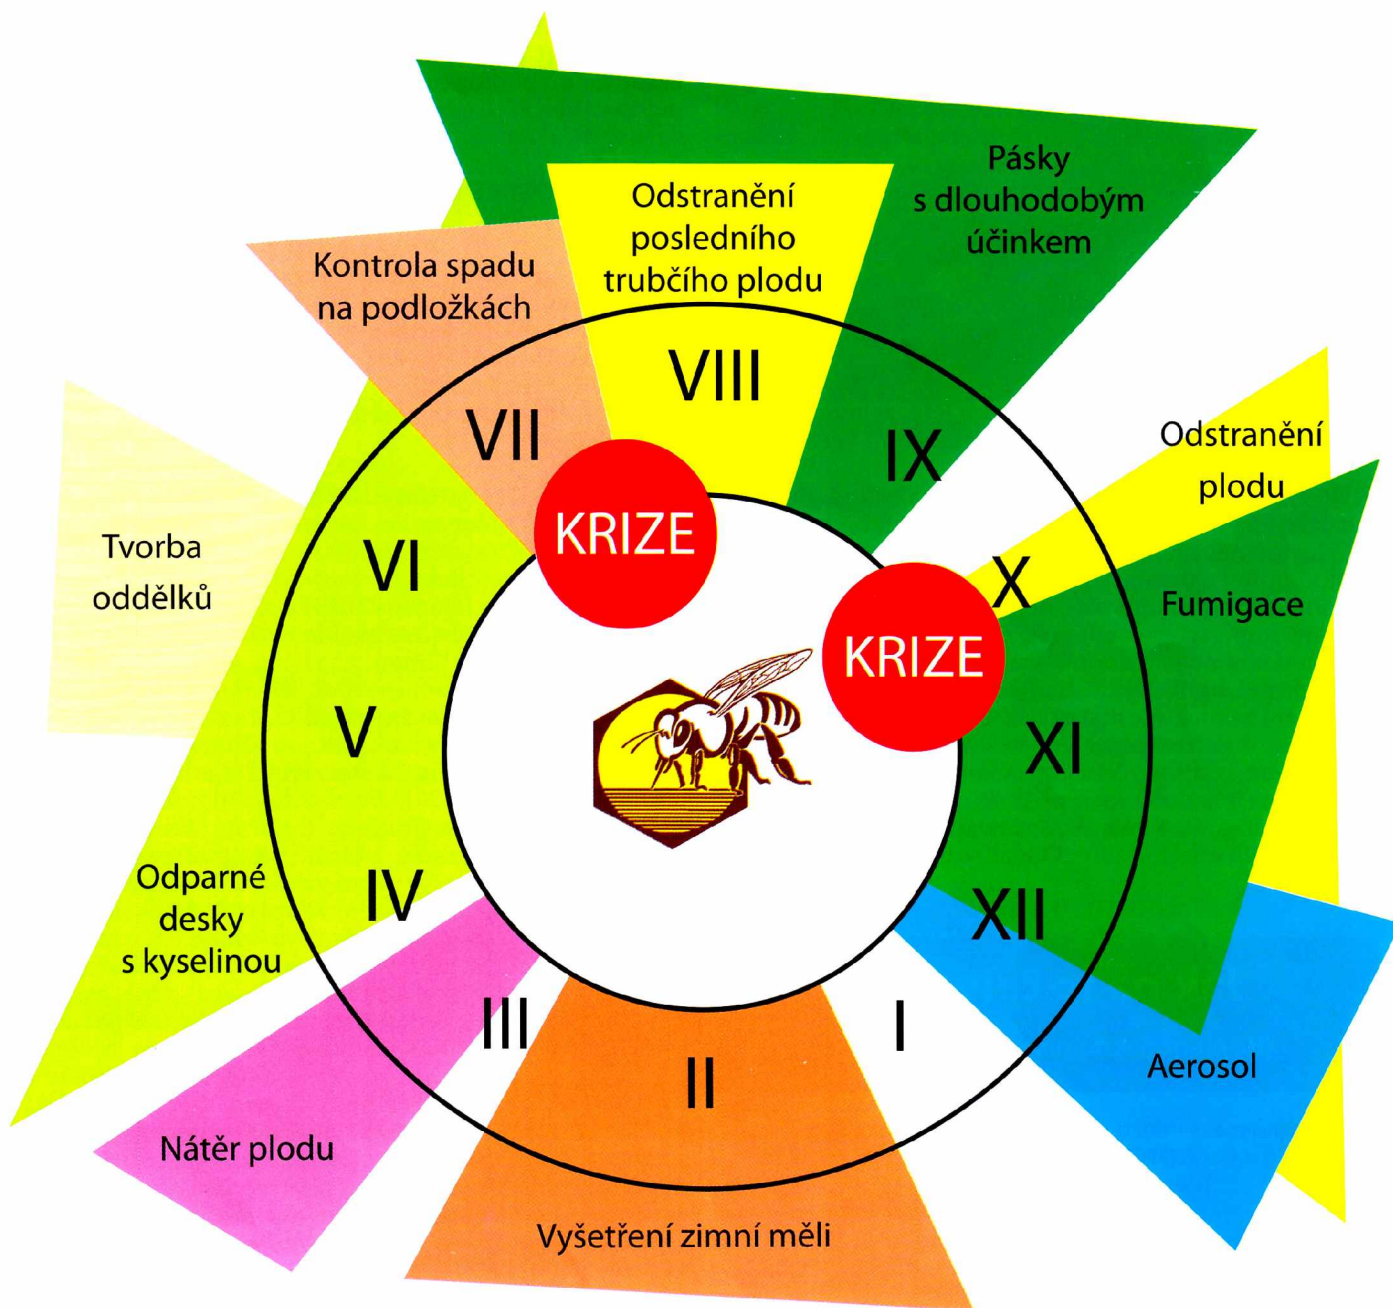 Pásky
s dlouhodobým
účinkem
Odstranění
posledního
trubčího plodu
Kontrola spadu
na podložkách
VIII
VII
IX
Odstranění
plodu
KRIZE
Tvorba
oddělků
VI
X
Fumigace
KRIZE
V
XI
Odparné
desky
s kyselinou
IV
XII
III
I
II
Aerosol
Nátěr plodu
Vyšetření zimní měli